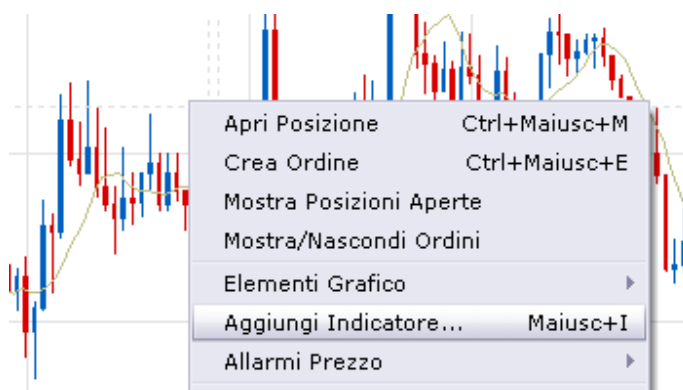 Apri Posizione Ctrl+Maiusc+M
Crea Ordine Ctrl+Maiusc+E
Mostra Posizioni Aperte
Mostra/Nascondi Ordini
Elementi Grafico
Aggiungi Indicatore... Maiusc+I
Allarmi Prezzo